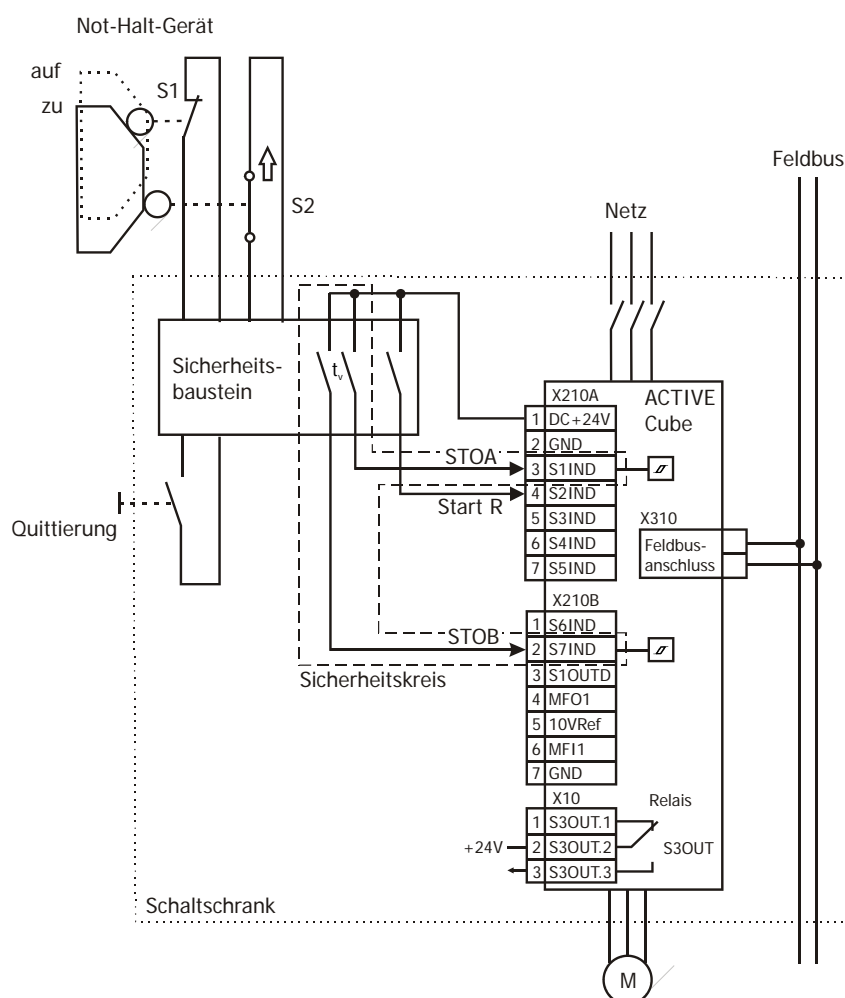 Not-Halt-Gerät
auf
zu
S1
S2
Feldbus
Netz
Sicherheits-
baustein
tv
X210A
ACTIVE
Cube
1 DC+24V
2 GND
STOA
3 S1IND
Start R
4 S2IND
5 S3IND
6 S4IND
7 S5IND
Quittierung
X310
Feldbus-
anschluss
X210B
1 S6IND
STOB
2 S7IND
3 S1OUTD
4 MFO1
5 10VRef
6 MFI1
7 GND
Sicherheitskreis
X10
Relais
1 S3OUT.1
+24V
2 S3OUT.2
S3OUT
3 S3OUT.3
Schaltschrank
M